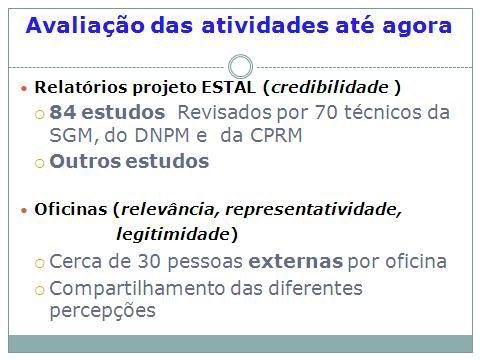 Avaliação das atividades até agora
• Relatórios projeto ESTAL (credibilidade )
○ 84 estudos Revisados por 70 técnicos da
SGM, do DNPM e da CPRM
○ Outros estudos
• Oficinas (relevância, representatividade,
legitimidade)
○ Cerca de 30 pessoas externas por oficina
○ Compartilhamento das diferentes
percepções